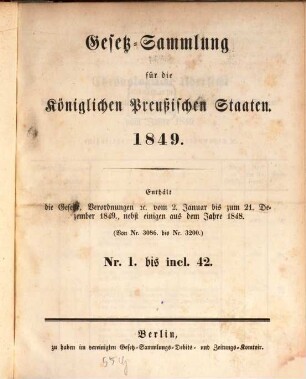 Gesetz-Sammlung
für die
Königlichen Preußischen Staaten.
1849.
Enthält
die Gesetze, Verordnungen ꝛc. vom 2. Januar bis zum 21. De-
zember 1849., nebst einigen aus dem Jahre 1848.
(Von Nr. 3086. bis Nr. 3200.)
Nr. 1. bis incl. 42.
Berlin,
zu haben im vereinigten Gesetz-Sammlungs-Debits- und Zeitungs-Komtoir.